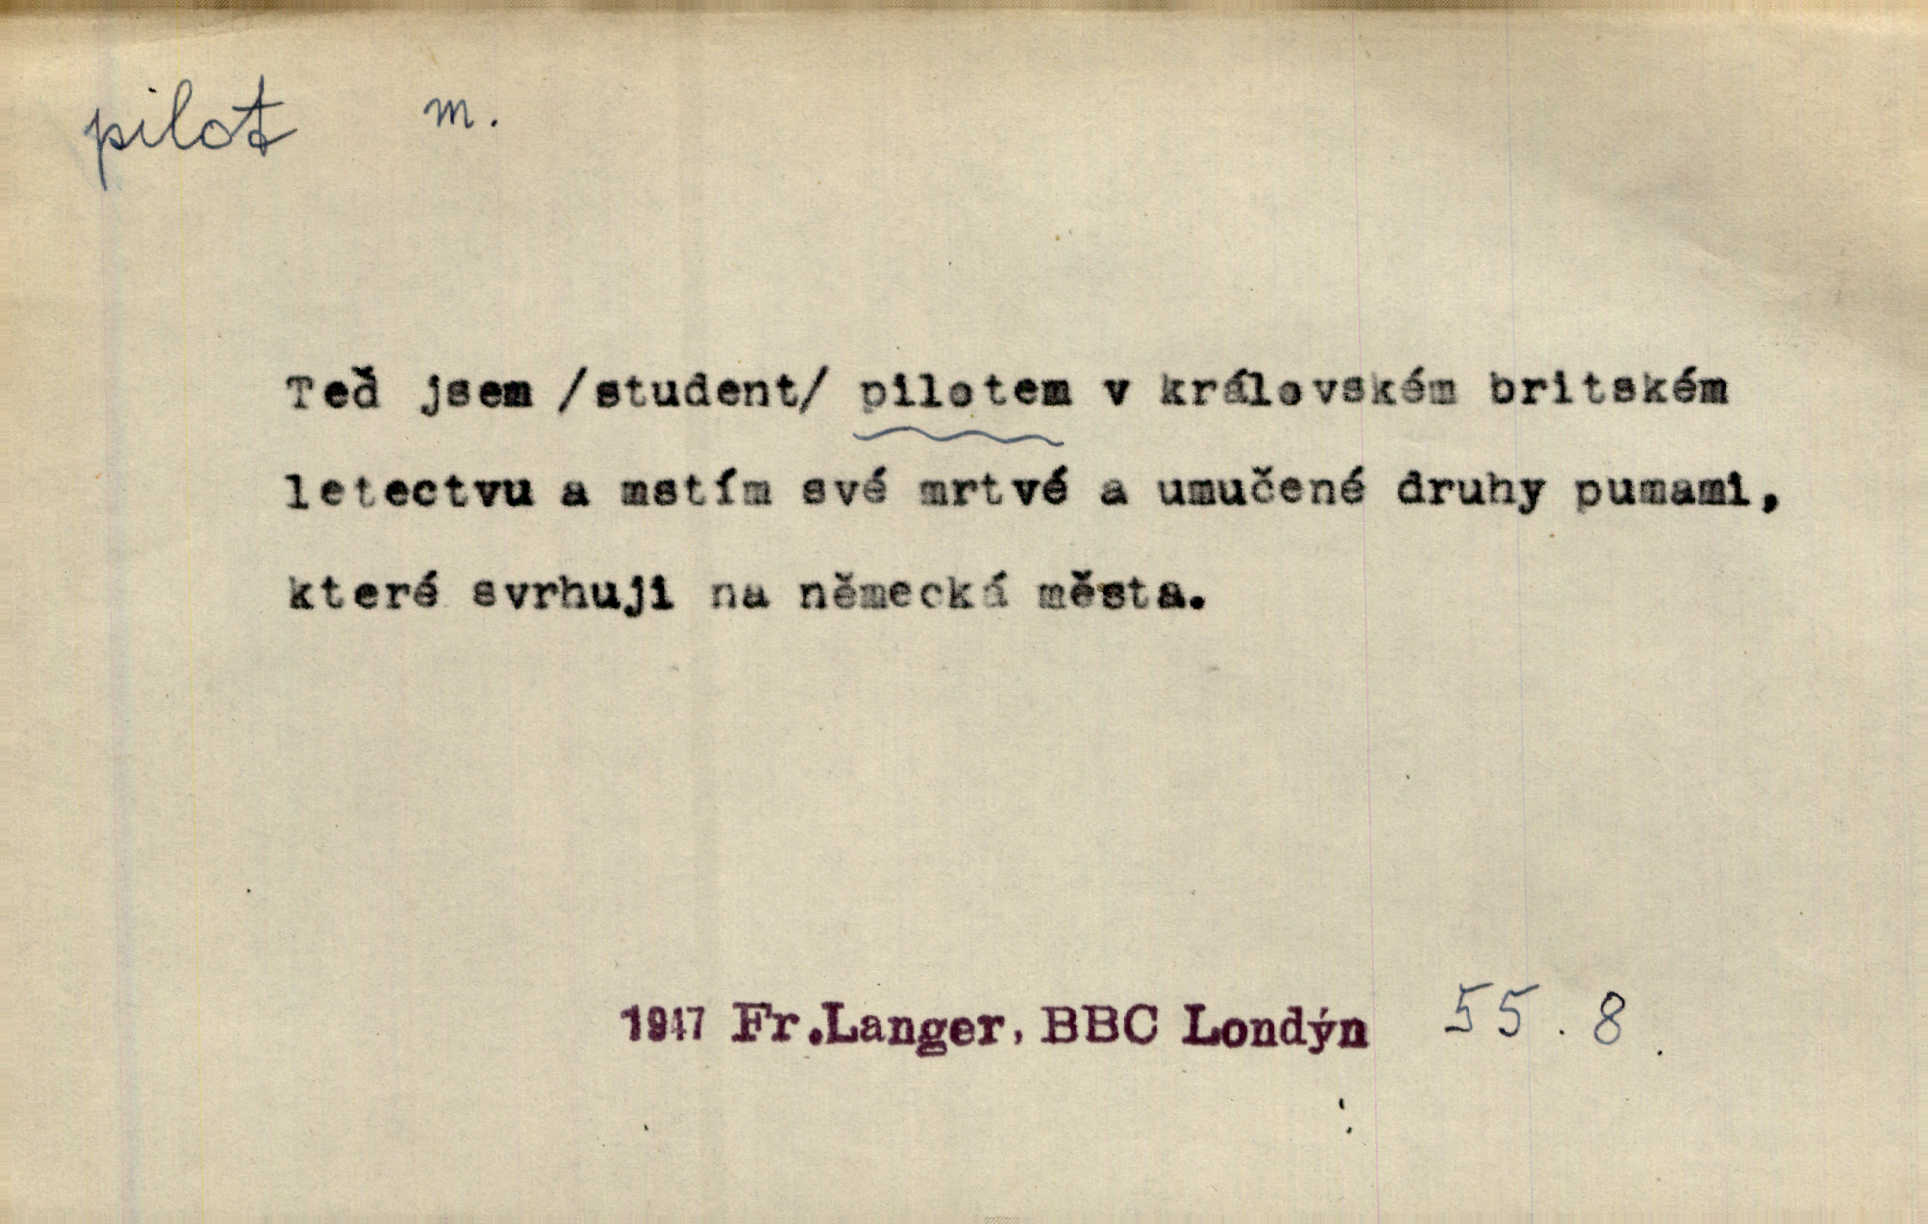 pilot m.
Teď jsem /student/ pilotem v královském britském
letectvu a mstím své mrtvé a umučené druhy pumami,
které svrhuji na německá města.
1947 Fr.Langer, BBC Londýn 55.8